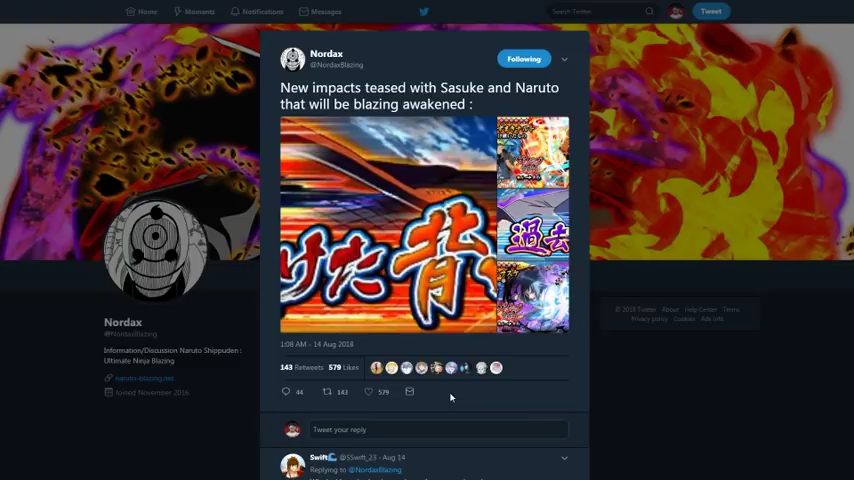 Home
Moments
Notifications
Messages
Search Twitter
Tweet
Nordax
@NordaxBlazing
Following
New impacts teased with Sasuke and Naruto
that will be blazing awakened :
けた 背
過去
1:08 AM - 14 Aug 2018
143 Retweets 579 Likes
44
143
579
Tweet your reply
Swift
@SSwift_23 - Aug 14
Replying to @NordaxBlazing
Nordax
@NordaxBlazing
Information/Discussion Naruto Shippuden :
Ultimate Ninja Blazing
naruto-blazing.net
Joined November 2016
© 2018 Twitter About Help Center Terms
Privacy policy Cookies Ads info